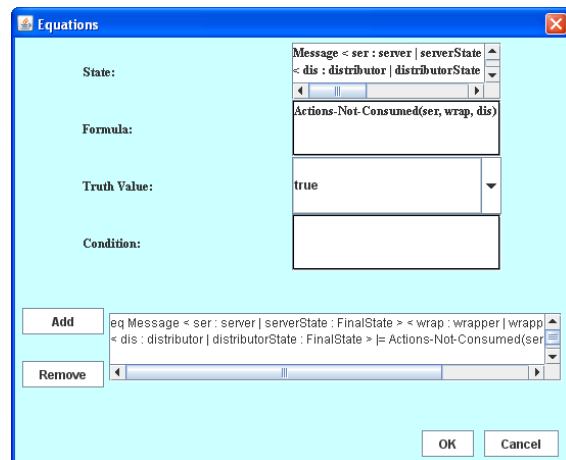 Equations
State:
Message < ser : server | serverState
< dis : distributor | distributorState
Formula:
Actions-Not-Consumed(ser, wrap, dis)
Truth Value:
true
Condition:
Add
eq Message < ser : server | serverState : FinalState > < wrap : wrapper | wrapp
< dis : distributor | distributorState : FinalState > |= Actions-Not-Consumed(ser
Remove
OK
Cancel